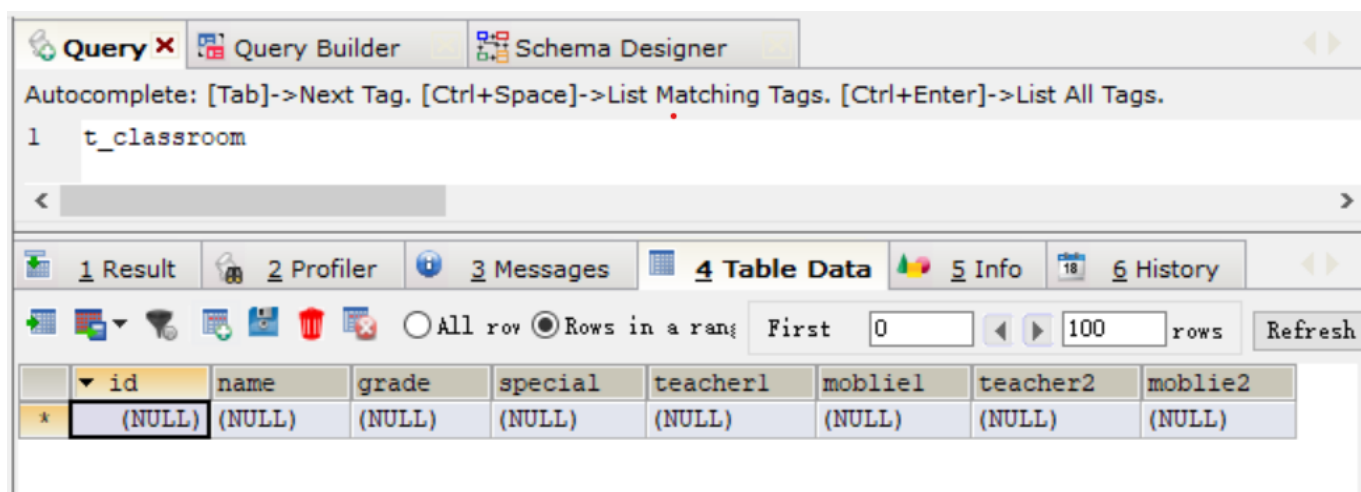 Query Query Builder Schema Designer
Autocomplete: [Tab]->Next Tag. [Ctrl+Space]->List Matching Tags. [Ctrl+Enter]->List All Tags.
1 t_classroom
1 Result 2 Profiler 3 Messages 4 Table Data 18 5 Info 6 History
All row Rows in a rang First 0 100 rows Refresh
id name grade special teacher1 moblie1 teacher2 moblie2
* (NULL) (NULL) (NULL) (NULL) (NULL) (NULL) (NULL) (NULL)